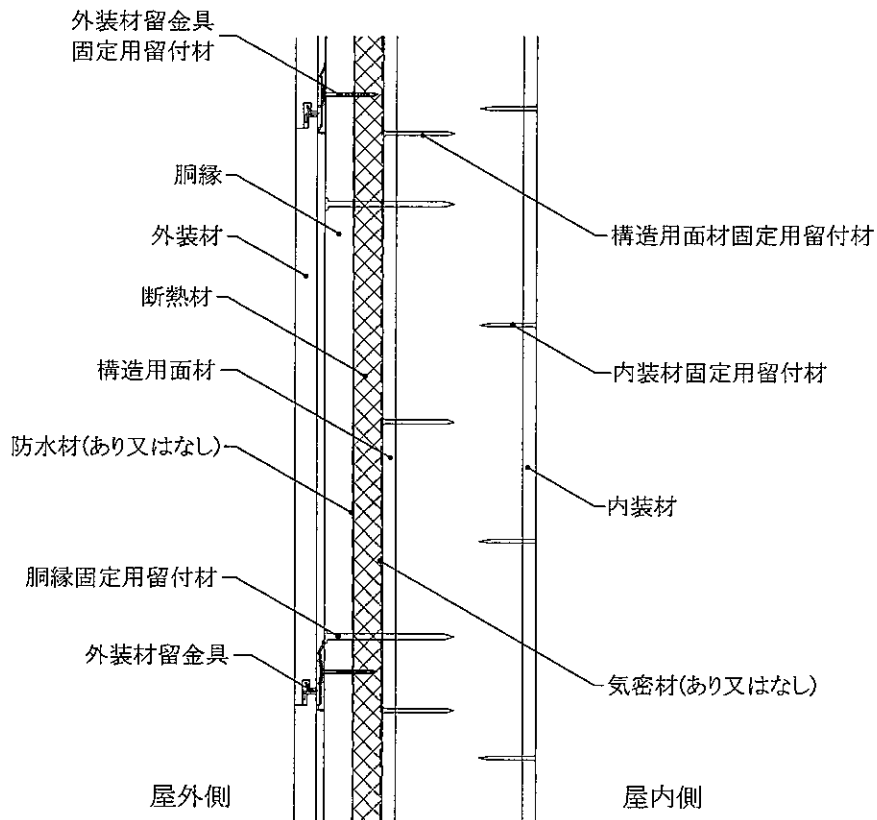 外装材留金具
固定用留付材
胴縁
外装材
断熱材
構造用面材
防水材(あり又はなし)
胴縁固定用留付材
外装材留金具
屋外側
構造用面材固定用留付材
内装材固定用留付材
内装材
気密材(あり又はなし)
屋内側